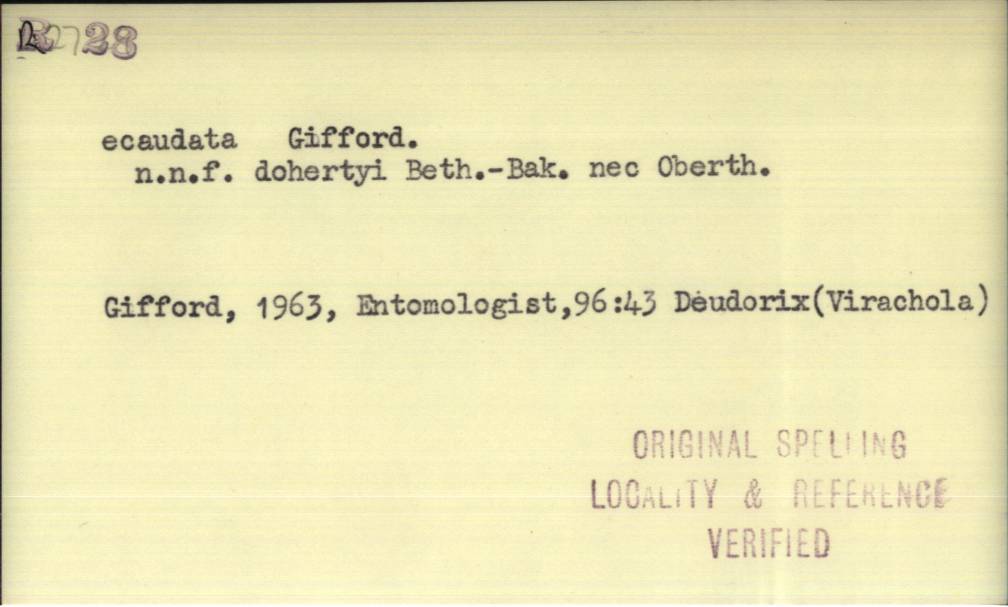 28
ecaudata Gifford.
n.n.f. dohertyi Beth.-Bak. nec Oberth.
Gifford, 1963, Entomologist,96:43 Deudorix(Virachola)
ORIGINAL SPELLING
LOCALITY & REFERENCE
VERIFIED